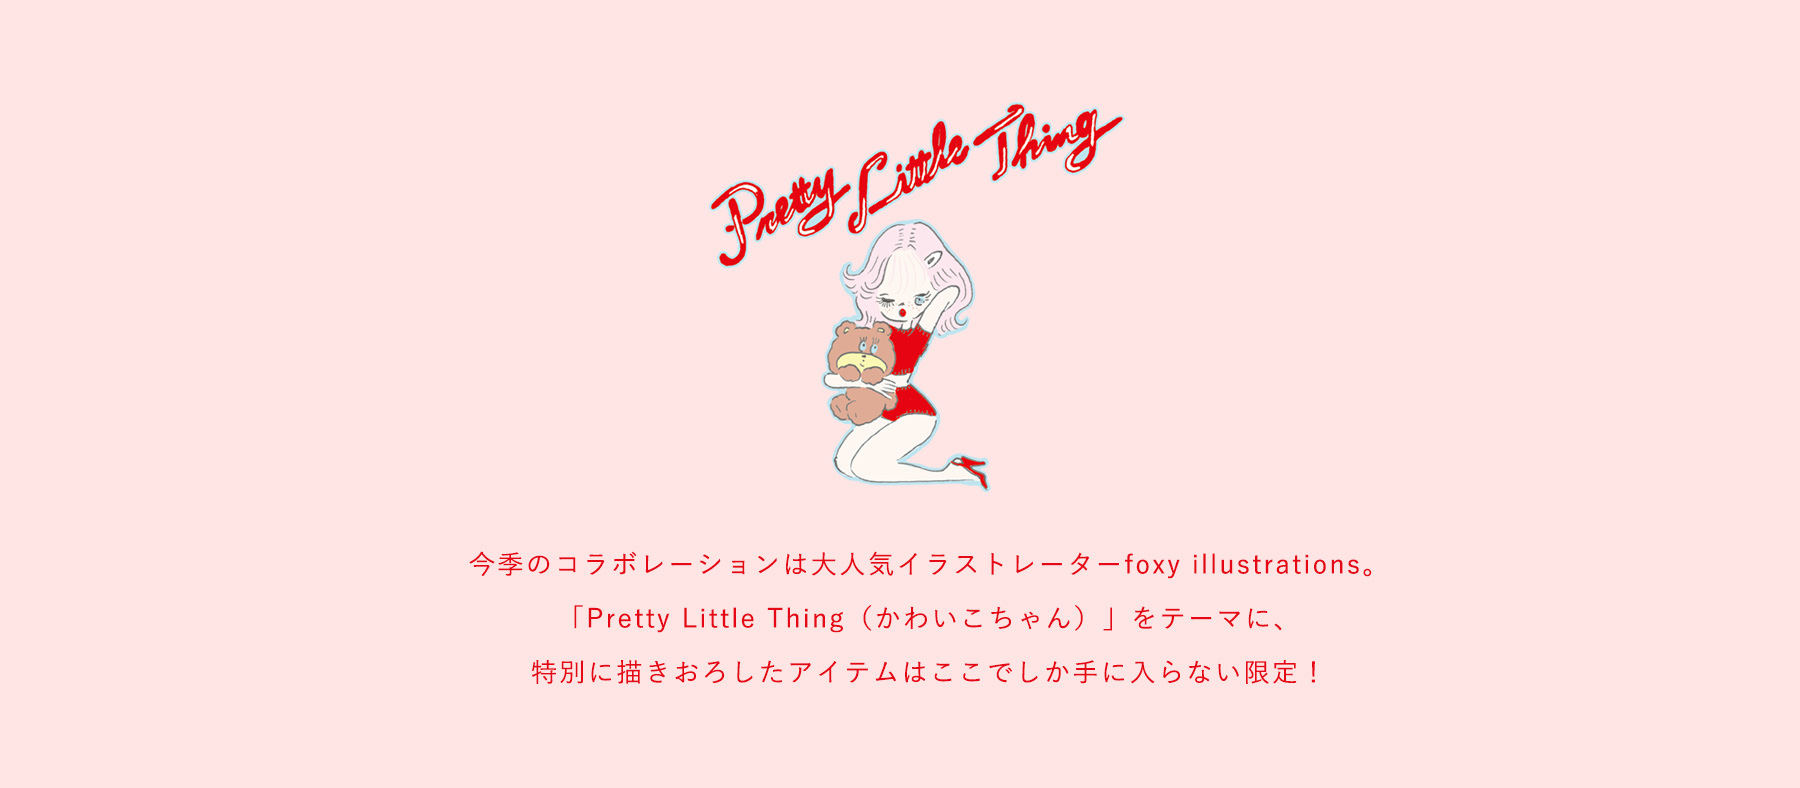 Pretty Little Thing
今季のコラボレーションは大人気イラストレーターfoxy illustrations。
「Pretty Little Thing（かわいこちゃん）」をテーマに、
特別に描きおろしたアイテムはここでしか手に入らない限定！